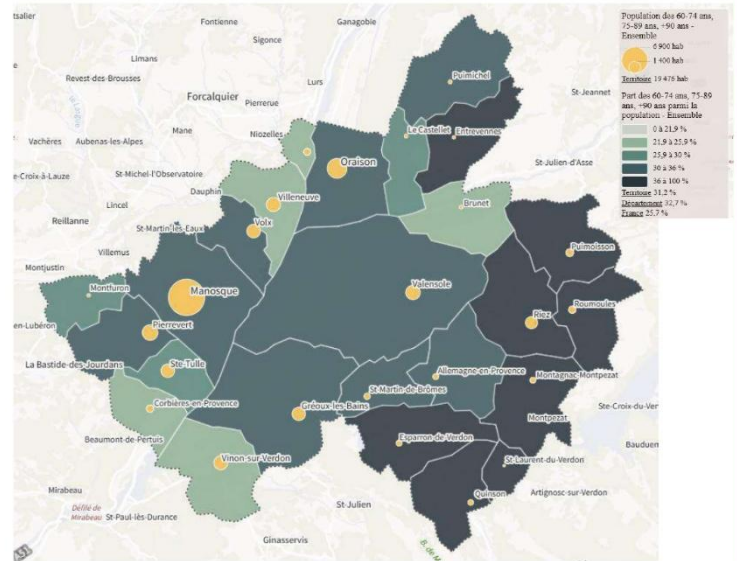 Population des 60-74 ans,
75-89 ans, +90 ans -
Ensemble
6 900 hab
1 400 hab
Territoire 19 476 hab
Part des 60-74 ans, 75-89
ans, +90 ans parmi la
population - Ensemble
0 à 21,9 %
21,9 à 25,9 %
25,9 à 30 %
30 à 36 %
36 à 100 %
Territoire 31,2 %
Département 32,7 %
France 25,7 %
Fontienne
Ganagobie
Sigonce
Limans
Revest-des-Brousses
Lurs
Puimichel
St-Jeannet
Forcalquier
Pierrerue
Mane
Niozelles
Le Castellet
Entrevennes
Vachères
Aubenas-les-Alpes
Oraison
St-Julien-d'Asse
e-Croix-à-Lauze
St-Michel-l'Observatoire
Dauphin
Villeneuve
Brunet
Lincel
Reillanne
St-Martin-les-Eaux
Volx
Villemus
Puimoisson
Montjustin
Montfuron
Manosque
Valensole
Roumoules
en-Lubéron
Pierrevert
Riez
La Bastide-des-Jourdans
Ste-Tulle
Allemagne-en-Provence
Montagnac-Montpezat
St-Martin-de-Brômes
Corbières-en-Provence
Gréoux-les-Bains
Montpezat
Ste-Croix-du-Ver
Beaumont-de-Pertuis
Esparron-de-Verdon
Bauduen
Vinon-sur-Verdon
St-Laurent-du-Verdon
Mirabeau
Quinson
Artignosc-sur-Verdon
Défilé de
Mirabeau
St-Paul-lès-Durance
St-Julien
Ginasservis
A51
B. de M